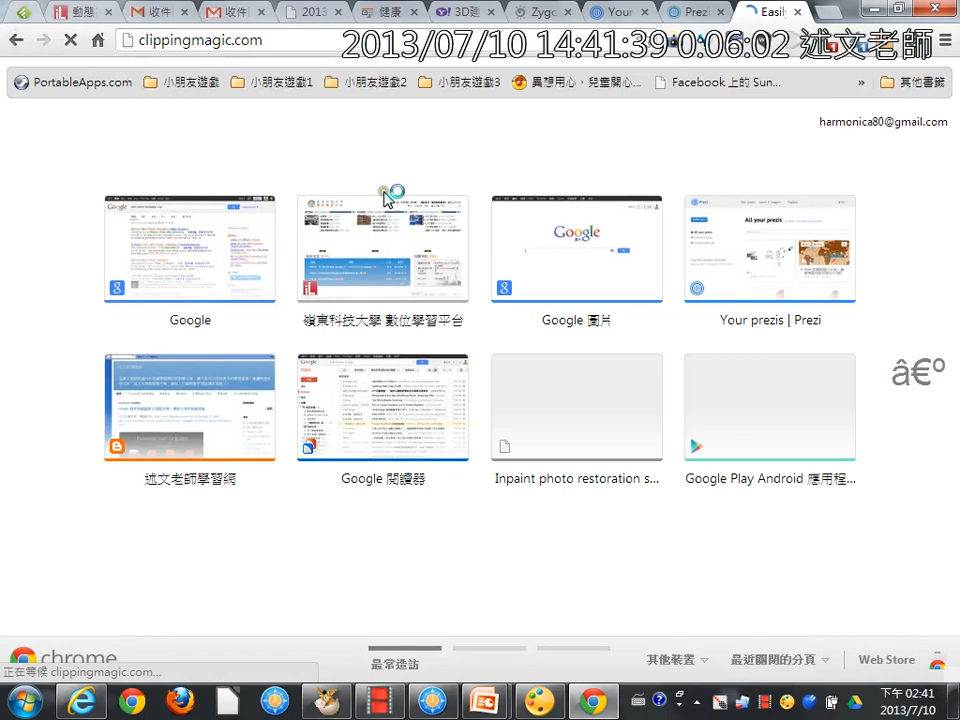 動態
收件
收件
2013
健康
3D建
Zygo
Your
Prezi
Easily
clippingmagic.com
2013/07/10 14:41:39 0:06:02 述文老師
PortableApps.com 小朋友遊戲 小朋友遊戲1 小朋友遊戲2 小朋友遊戲3 異想用心、兒童開心... Facebook 上的 Sun... » 其他書籤
harmonica80@gmail.com
Google
嶺東科技大學 數位學習平台
Google 圖片
Your prezis | Prezi
â€º
述文老師學習網
Google 閱讀器
Inpaint photo restoration s...
Google Play Android 應用程...
chrome
正在等候 clippingmagic.com...
最常造訪
其他裝置
最近關閉的分頁
Web Store
下午 02:41
2013/7/10